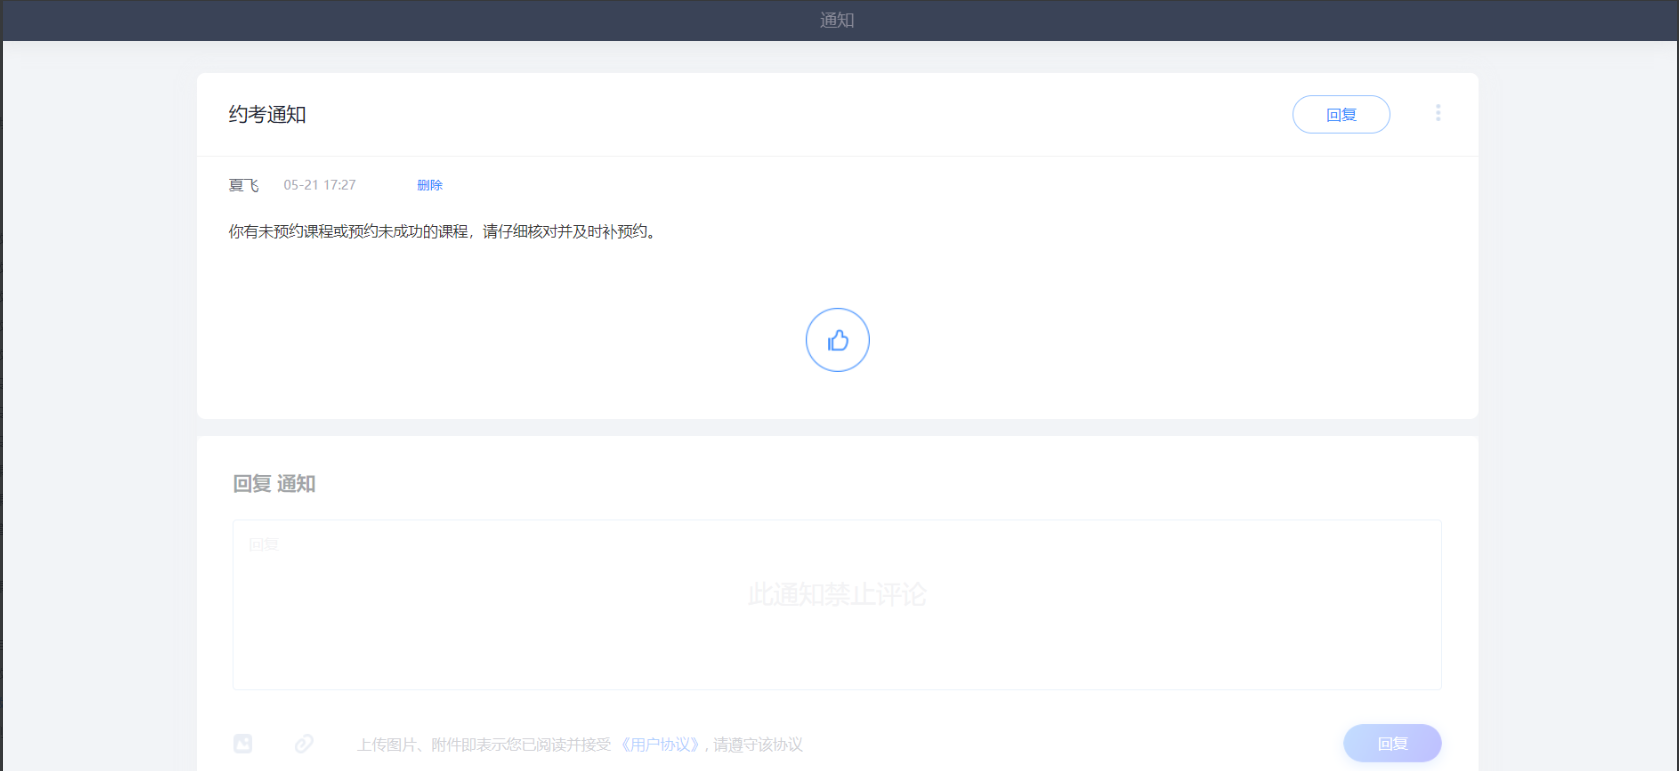 通知
约考通知
回复
夏飞 05-21 17:27 删除
你有未预约课程或预约未成功的课程，请仔细核对并及时补预约。
回复 通知
回复
此通知禁止评论
上传图片、附件即表示您已阅读并接受《用户协议》, 请遵守该协议
回复